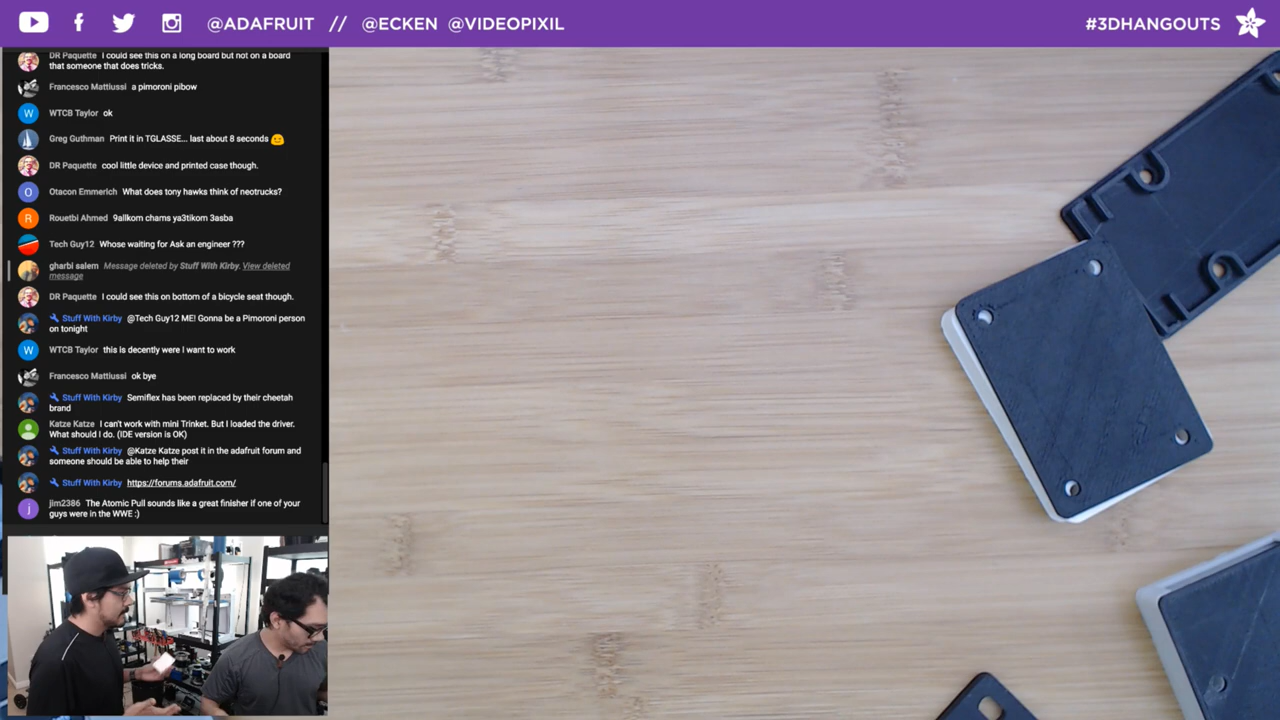 @ADAFRUIT // @ECKEN @VIDEOPIXIL
#3DHANGOUTS
DR Paquette I could see this on a long board but not on a board
that someone that does tricks.
Francesco Mattiussi a pimoroni pibow
WTCB Taylor ok
Greg Guthman Print it in TGLASSE... last about 8 seconds
DR Paquette cool little device and printed case though.
Otacon Emmerich What does tony hawks think of neotrucks?
Rouetbi Ahmed 9allkom chams ya3tikom 3asba
Tech Guy12 Whose waiting for Ask an engineer ???
gharbi salem Message deleted by Stuff With Kirby. View deleted
message
DR Paquette I could see this on bottom of a bicycle seat though.
Stuff With Kirby @Tech Guy12 ME! Gonna be a Pimoroni person
on tonight
WTCB Taylor this is decently were I want to work
Francesco Mattiussi ok bye
Stuff With Kirby Semiflex has been replaced by their cheetah
brand
Katze Katze I can't work with mini Trinket. But I loaded the driver.
What should I do. (IDE version is OK)
Stuff With Kirby @Katze Katze post it in the adafruit forum and
someone should be able to help their
Stuff With Kirby https://forums.adafruit.com/
jim2386 The Atomic Pull sounds like a great finisher if one of your
guys were in the WWE :)
W
W
O
R
W
j